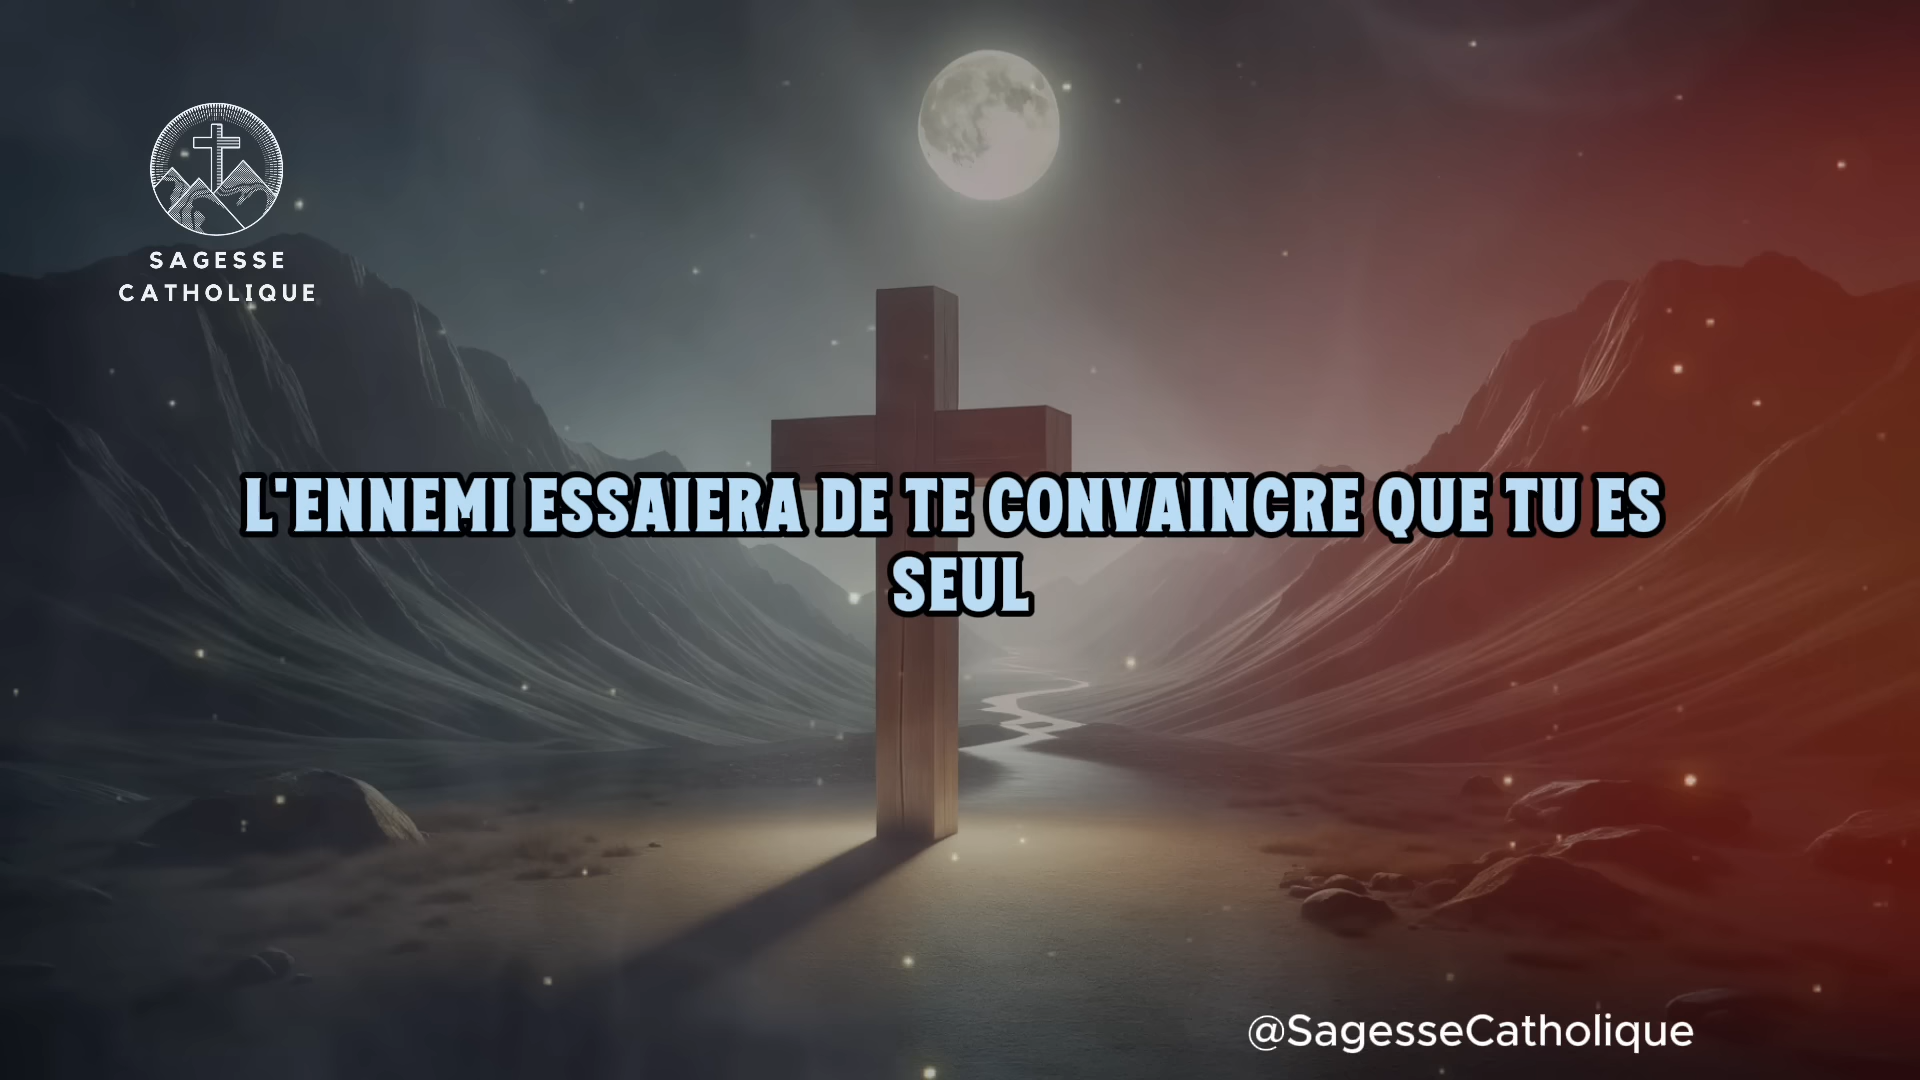 SAGESSE
CATHOLIQUE
L'ENNEMI ESSAIERA DE TE CONVAINCRE QUE TU ES
SEUL
@SagesseCatholique